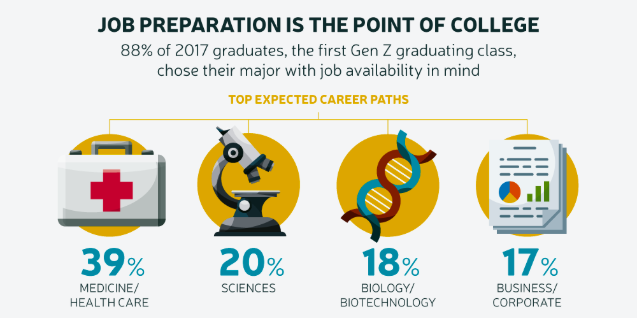 JOB PREPARATION IS THE POINT OF COLLEGE
88% of 2017 graduates, the first Gen Z graduating class,
chose their major with job availability in mind
TOP EXPECTED CAREER PATHS
39%
MEDICINE/
HEALTH CARE
20%
SCIENCES
18%
BIOLOGY/
BIOTECHNOLOGY
17%
BUSINESS/
CORPORATE